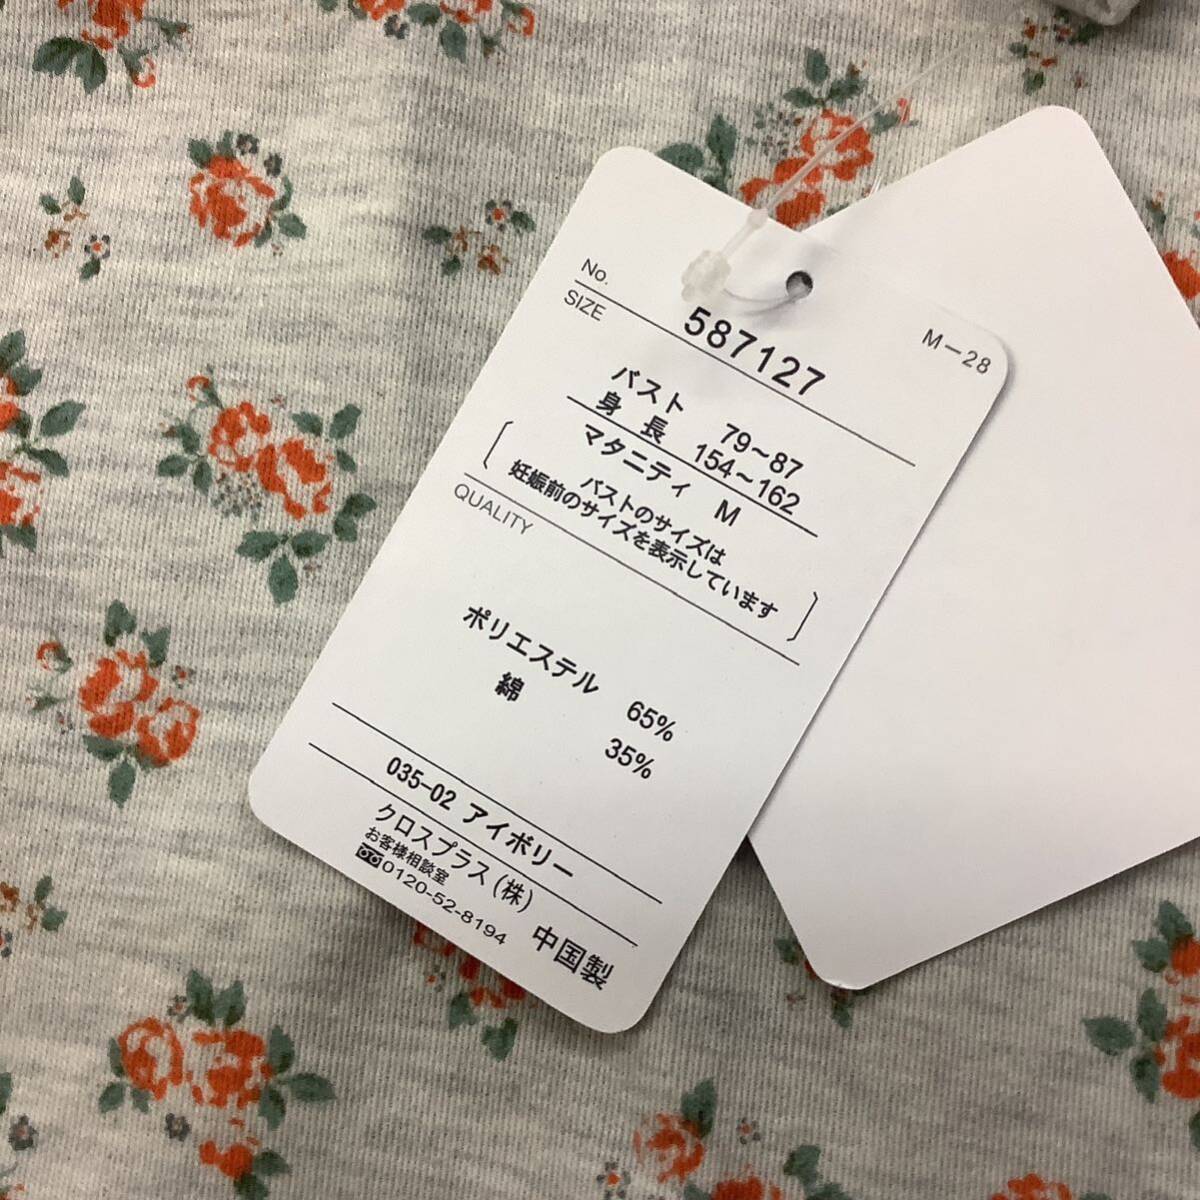 M－28
No. 587127
SIZE
バスト 79～87
身長 154～162
マタニティ M
バストのサイズは
妊娠前のサイズを表示しています
QUALITY
ポリエステル 65%
綿 35%
035-02 アイボリー
クロスプラス(株)
お客様相談室
0120-52-8194
中国製